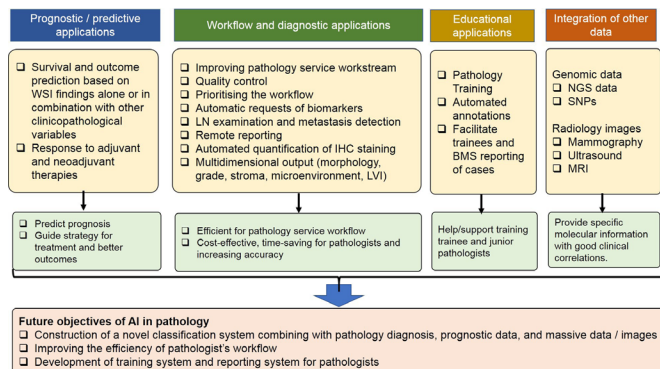 Prognostic / predictive
applications
Workflow and diagnostic applications
Educational
applications
Integration of other
data
❑ Survival and outcome
prediction based on
WSI findings alone or in
combination with other
clinicopathological
variables
❑ Response to adjuvant
and neoadjuvant
therapies
❑ Improving pathology service workstream
❑ Quality control
❑ Prioritising the workflow
❑ Automatic requests of biomarkers
❑ LN examination and metastasis detection
❑ Remote reporting
❑ Automated quantification of IHC staining
❑ Multidimensional output (morphology,
grade, stroma, microenvironment, LVI)
❑ Pathology
Training
❑ Automated
annotations
❑ Facilitate
trainees and
BMS reporting
of cases
Genomic data
❑ NGS data
❑ SNPs
Radiology images
❑ Mammography
❑ Ultrasound
❑ MRI
❑ Predict prognosis
❑ Guide strategy for
treatment and better
outcomes
❑ Efficient for pathology service workflow
❑ Cost-effective, time-saving for pathologists and
increasing accuracy
Help/support training
trainee and junior
pathologists
Provide specific
molecular information
with good clinical
correlations.
Future objectives of AI in pathology
❑ Construction of a novel classification system combining with pathology diagnosis, prognostic data, and massive data / images
❑ Improving the efficiency of pathologist's workflow
❑ Development of training system and reporting system for pathologists